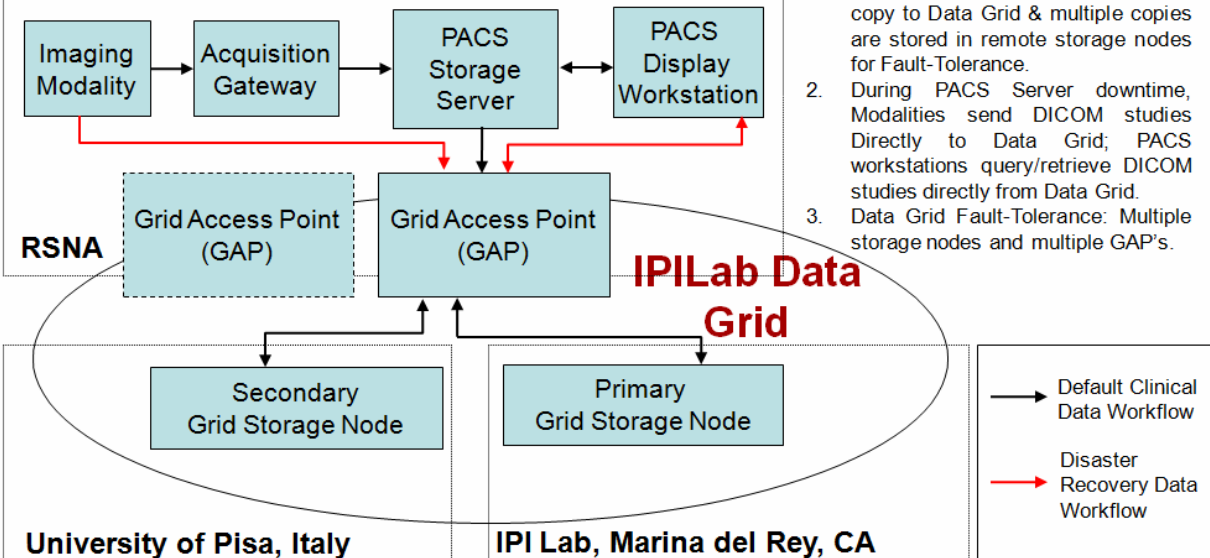 Imaging
Modality
Acquisition
Gateway
PACS
Storage
Server
PACS
Display
Workstation
copy to Data Grid & multiple copies
are stored in remote storage nodes
for Fault-Tolerance.
2. During PACS Server downtime,
Modalities send DICOM studies
Directly to Data Grid; PACS
workstations query/retrieve DICOM
studies directly from Data Grid.
3. Data Grid Fault-Tolerance: Multiple
storage nodes and multiple GAP's.
Grid Access Point
(GAP)
Grid Access Point
(GAP)
RSNA
IPILab Data
Grid
Secondary
Grid Storage Node
Primary
Grid Storage Node
Default Clinical
Data Workflow
Disaster
Recovery Data
Workflow
University of Pisa, Italy
IPI Lab, Marina del Rey, CA